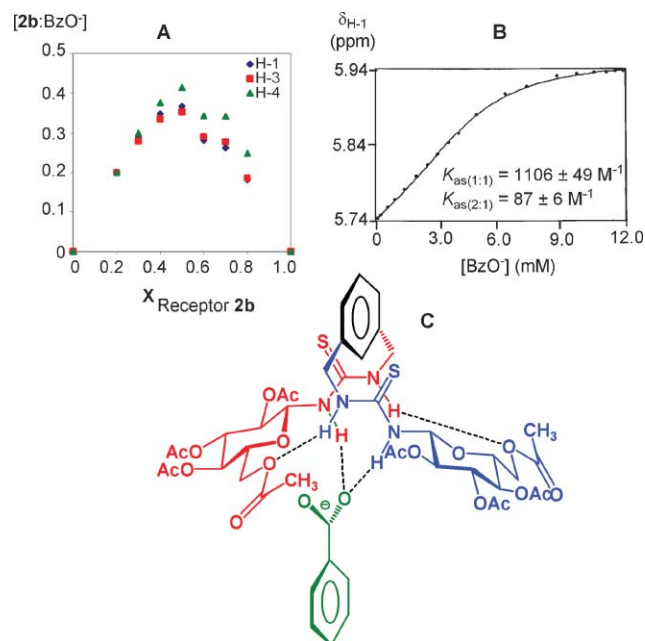 [2b:BzO⁻]
A
H-1
H-3
H-4
0.5
0.4
0.3
0.2
0.1
0
0 0.2 0.4 0.6 0.8 1.0
X Receptor 2b
δH-1
(ppm)
B
5.94
5.84
5.74
Kas(1:1) = 1106 ± 49 M⁻¹
Kas(2:1) = 87 ± 6 M⁻¹
0 3.0 6.0 9.0 12.0
[BzO⁻] (mM)
C
S
N
S
OAc
N
N
H
AcO
O
H
H
N
O
AcO
O
H
AcO
O
CH₃
AcO
OAc
O
O
O
O
⊖
O
CH₃
OAc